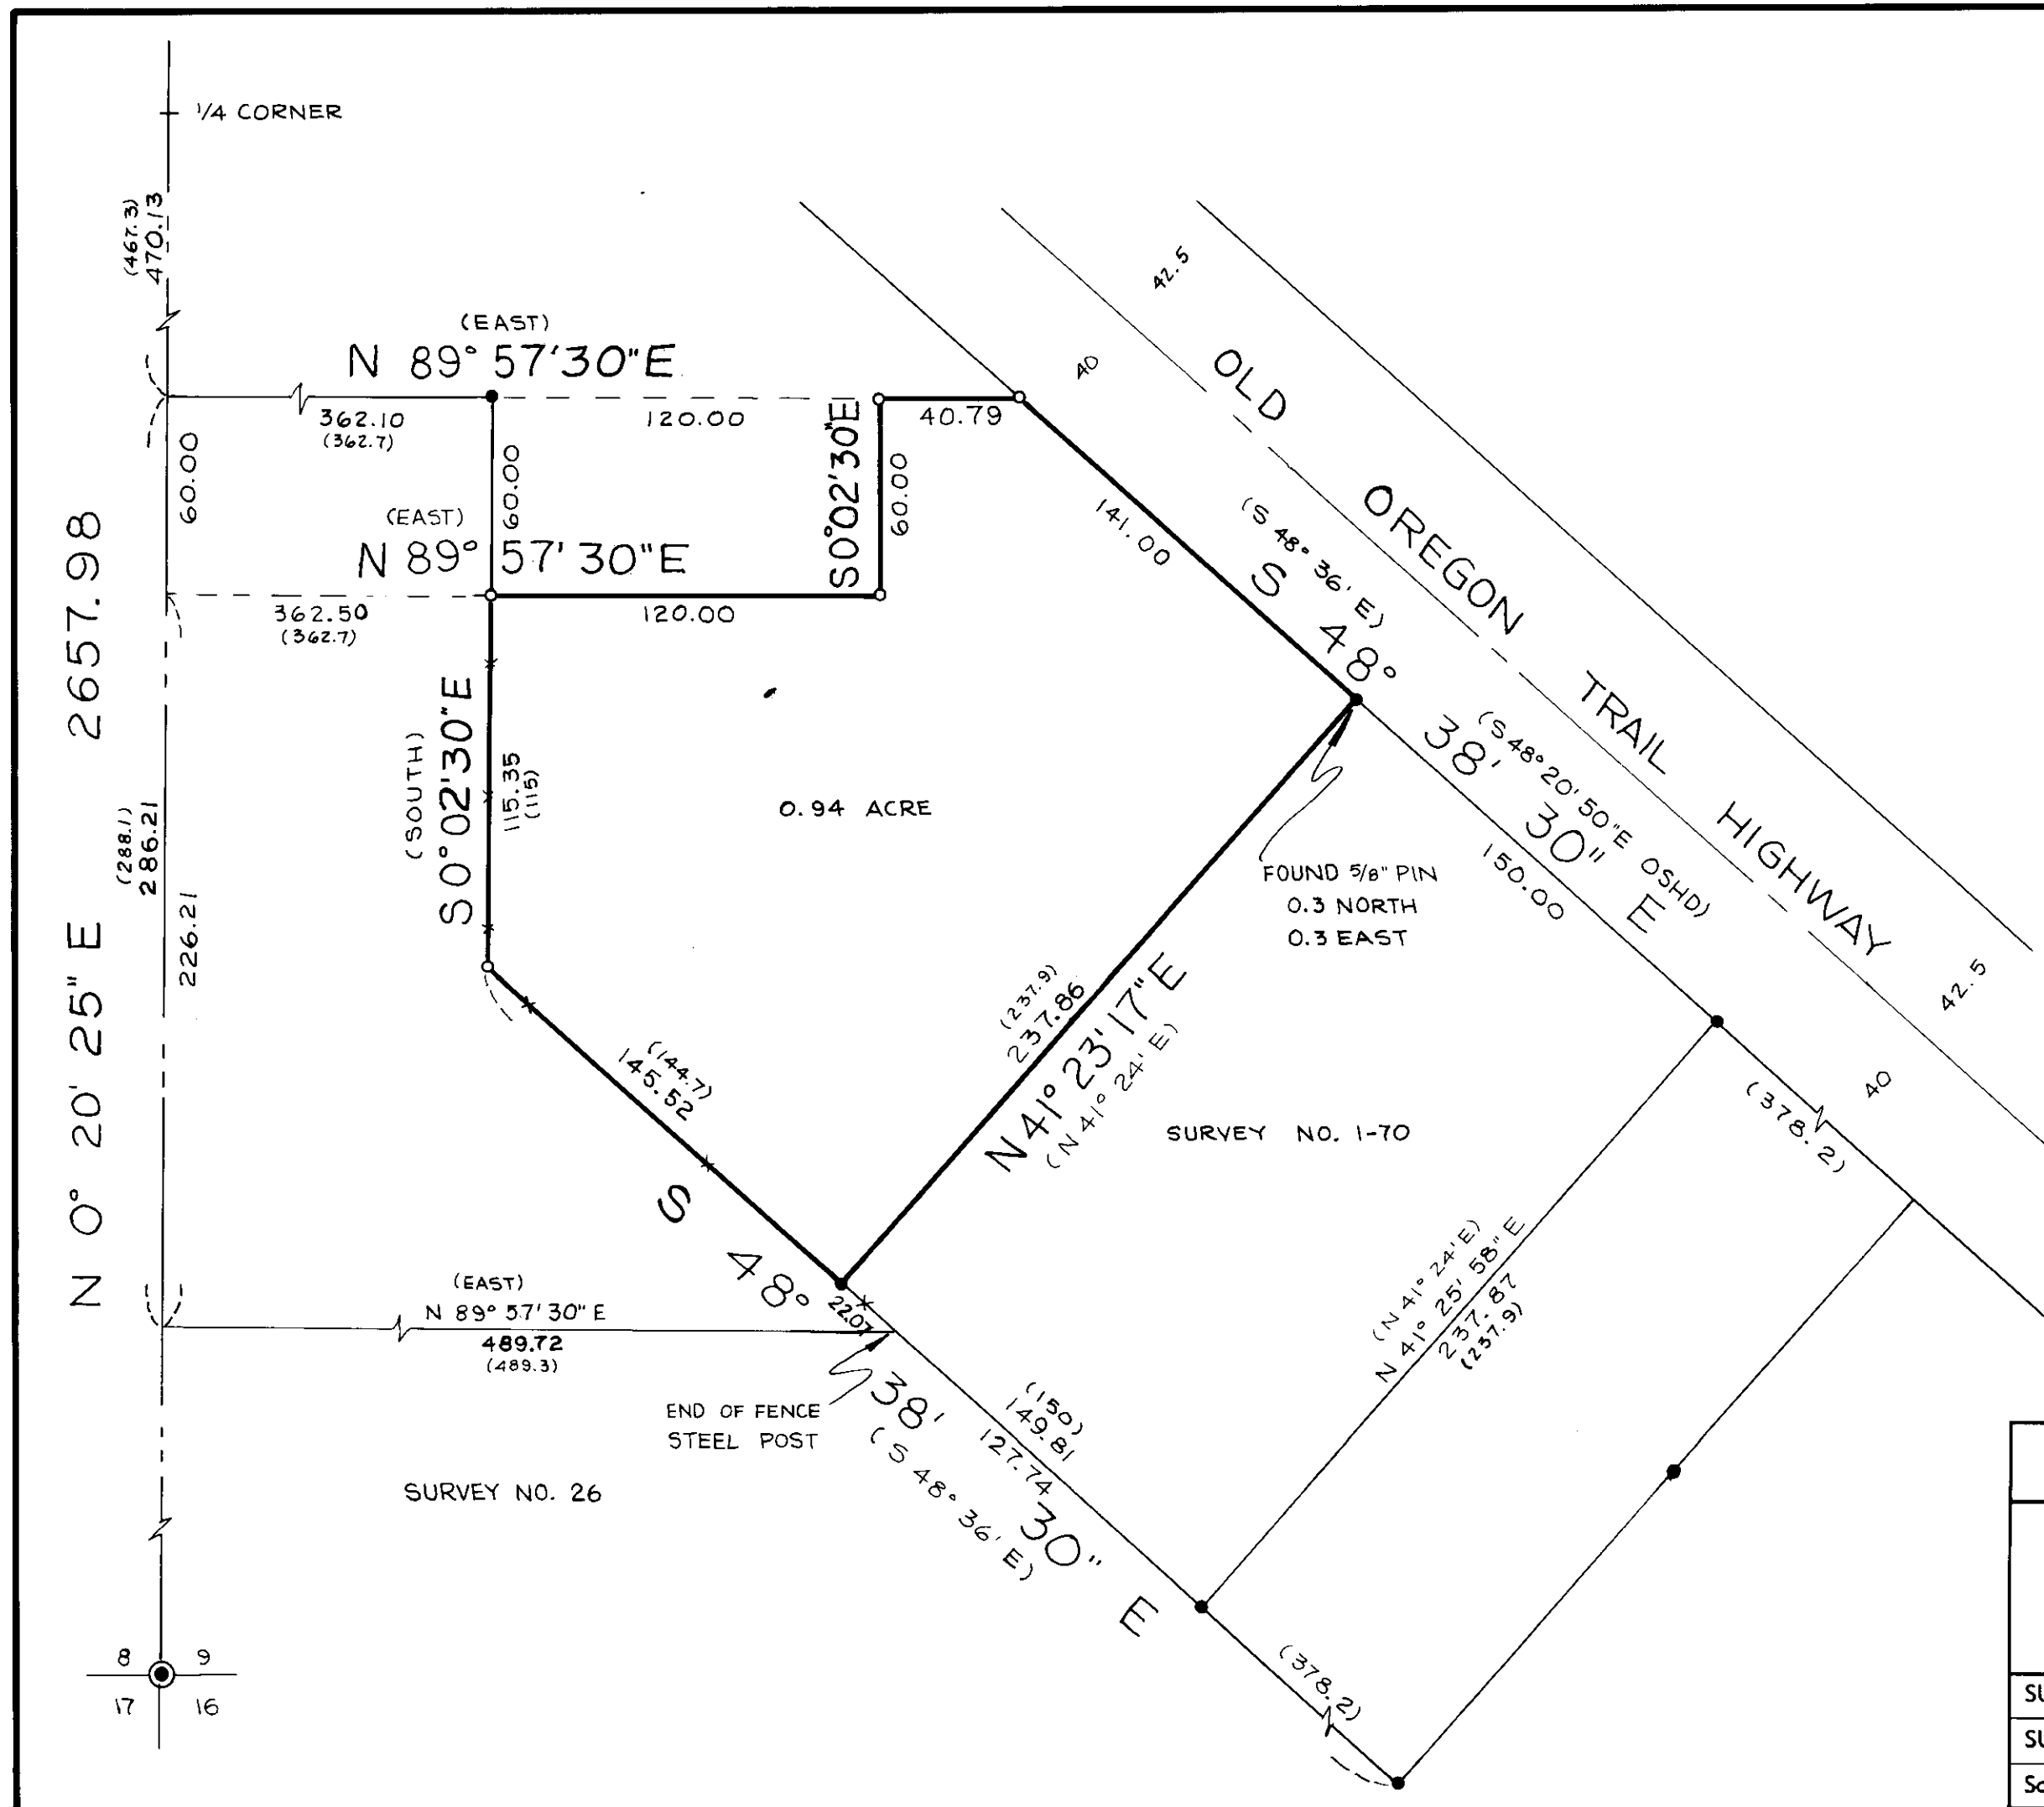 1/4 CORNER
(467.3)
470.13
(EAST)
N 89° 57'30"E
362.10
(362.7)
120.00
40.79
60.00
60.00
S 0°02'30"E
60.00
(EAST)
N 89° 57'30"E
362.50
(362.7)
120.00
42.5
40
OLD OREGON TRAIL HIGHWAY
141.00
(S 48° 36' E)
S 48° 38' 30" E
(S 48°20'50"E OSHD)
150.00
42.5
40
(378.2)
N 0° 20' 25" E 2657.98
(288.1)
286.21
226.21
(SOUTH)
S 0° 02'30"E
115.35
(115)
0.94 ACRE
FOUND 5/8" PIN
0.3 NORTH
0.3 EAST
(237.9)
237.86
N 41° 23' 17" E
(N 41° 24' E)
(144.7)
145.52
SURVEY NO. 1-70
S 48° 38' 30" E
22.07
(S 48° 36' E)
(EAST)
N 89° 57'30" E
489.72
(489.3)
END OF FENCE
STEEL POST
(150)
149.81
127.74
(N 41° 24' E)
N 41° 25' 58" E
237.87
(237.9)
SURVEY NO. 26
(378.2)
8 9
17 16
SU
SU
Sc